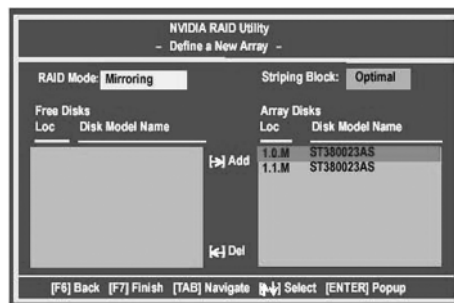 NVIDIA RAID Utility
- Define a New Array -
RAID Mode: Mirroring Striping Block: Optimal
Free Disks
Loc Disk Model Name
Array Disks
Loc Disk Model Name
[→] Add
1.0.M ST380023AS
1.1.M ST380023AS
[←] Del
[F6] Back [F7] Finish [TAB] Navigate [↑↓] Select [ENTER] Popup